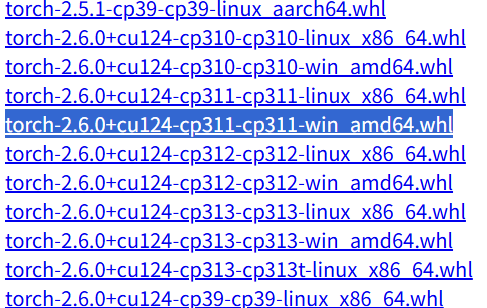 torch-2.5.1-cp39-cp39-linux_aarch64.whl
torch-2.6.0+cu124-cp310-cp310-linux_x86_64.whl
torch-2.6.0+cu124-cp310-cp310-win_amd64.whl
torch-2.6.0+cu124-cp311-cp311-linux_x86_64.whl
torch-2.6.0+cu124-cp311-cp311-win_amd64.whl
torch-2.6.0+cu124-cp312-cp312-linux_x86_64.whl
torch-2.6.0+cu124-cp312-cp312-win_amd64.whl
torch-2.6.0+cu124-cp313-cp313-linux_x86_64.whl
torch-2.6.0+cu124-cp313-cp313-win_amd64.whl
torch-2.6.0+cu124-cp313-cp313t-linux_x86_64.whl
torch-2.6.0+cu124-cp39-cp39-linux_x86_64.whl